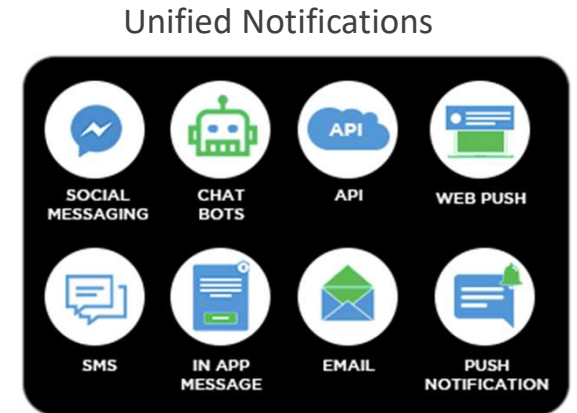 Unified Notifications
API
SOCIAL
MESSAGING
CHAT
BOTS
API
WEB PUSH
SMS
IN APP
MESSAGE
EMAIL
PUSH
NOTIFICATION